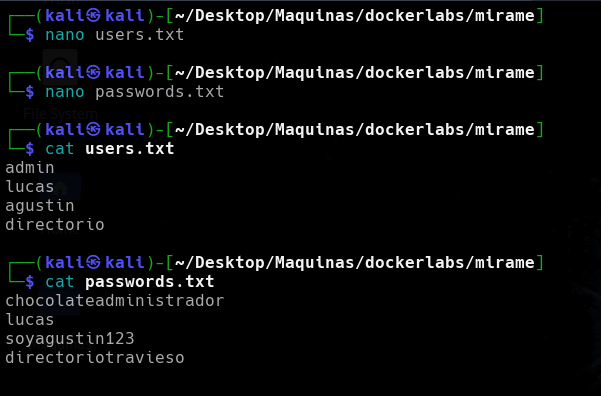 ┌──(kali㉿kali)-[~/Desktop/Maquinas/dockerlabs/mirame]
└─$ nano users.txt
┌──(kali㉿kali)-[~/Desktop/Maquinas/dockerlabs/mirame]
└─$ nano passwords.txt
File System
┌──(kali㉿kali)-[~/Desktop/Maquinas/dockerlabs/mirame]
└─$ cat users.txt
admin
lucas
agustin
directorio
┌──(kali㉿kali)-[~/Desktop/Maquinas/dockerlabs/mirame]
└─$ cat passwords.txt
chocolateadministrador
lucas
soyagustin123
directoriotravieso